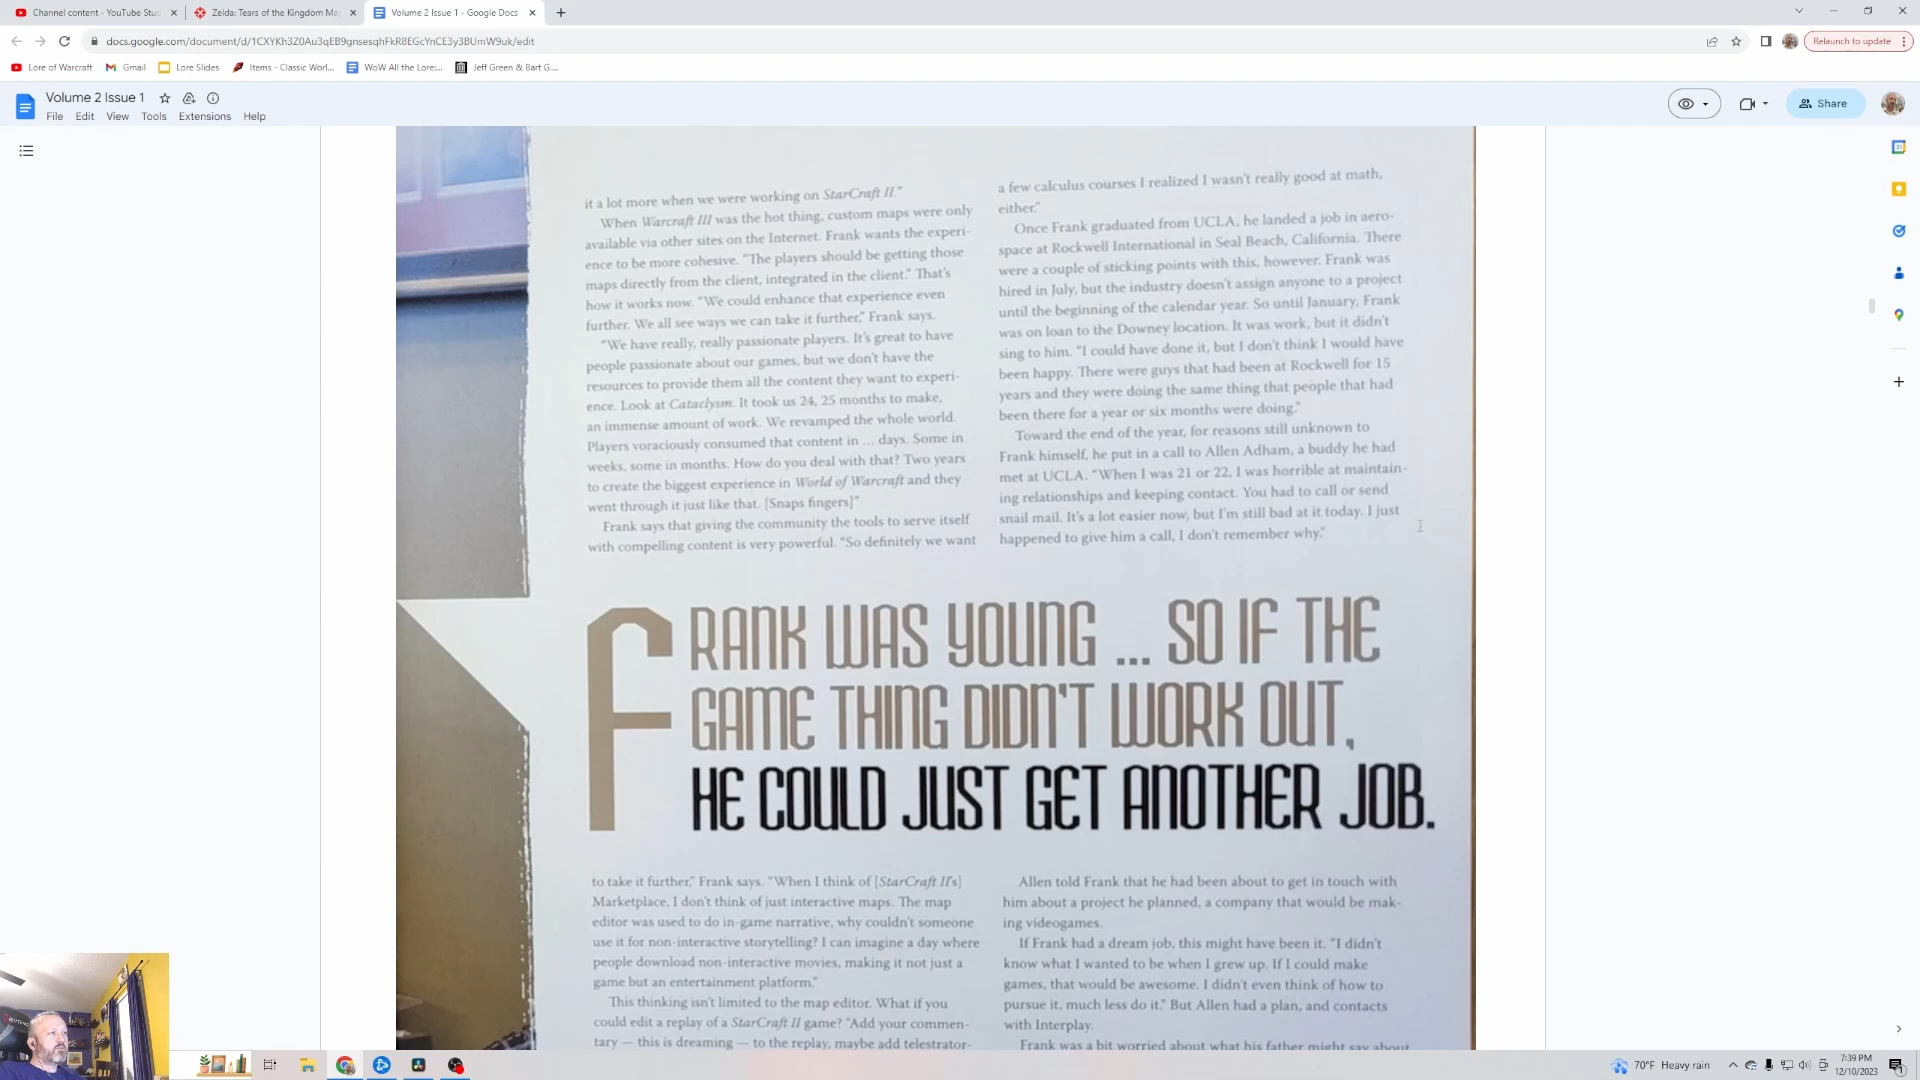 Channel content - YouTube Stu
Zelda: Tears of the Kingdom Ma
Volume 2 Issue 1 - Google Docs
docs.google.com/document/d/1CXYKh3Z0Au3qEB9gnsesqhFkR8EGcYnCE3y3BUmW9uk/edit
Relaunch to update
Lore of Warcraft
Gmail
Lore Slides
Items - Classic Worl...
WoW All the Lore:...
Jeff Green & Bart G....
Volume 2 Issue 1
File Edit View Tools Extensions Help
Share
it a lot more when we were working on StarCraft II."
When Warcraft III was the hot thing, custom maps were only
available via other sites on the Internet. Frank wants the experi-
ence to be more cohesive. "The players should be getting those
maps directly from the client, integrated in the client." That's
how it works now. "We could enhance that experience even
further. We all see ways we can take it further," Frank says.
"We have really, really passionate players. It's great to have
people passionate about our games, but we don't have the
resources to provide them all the content they want to experi-
ence. Look at Cataclysm. It took us 24, 25 months to make,
an immense amount of work. We revamped the whole world.
Players voraciously consumed that content in ... days. Some in
weeks, some in months. How do you deal with that? Two years
to create the biggest experience in World of Warcraft and they
went through it just like that. [Snaps fingers]"
Frank says that giving the community the tools to serve itself
with compelling content is very powerful. "So definitely we want
a few calculus courses I realized I wasn't really good at math,
either."
Once Frank graduated from UCLA, he landed a job in aero-
space at Rockwell International in Seal Beach, California. There
were a couple of sticking points with this, however. Frank was
hired in July, but the industry doesn't assign anyone to a project
until the beginning of the calendar year. So until January, Frank
was on loan to the Downey location. It was work, but it didn't
sing to him. "I could have done it, but I don't think I would have
been happy. There were guys that had been at Rockwell for 15
years and they were doing the same thing that people that had
been there for a year or six months were doing."
Toward the end of the year, for reasons still unknown to
Frank himself, he put in a call to Allen Adham, a buddy he had
met at UCLA. "When I was 21 or 22, I was horrible at maintain-
ing relationships and keeping contact. You had to call or send
snail mail. It's a lot easier now, but I'm still bad at it today. I just
happened to give him a call, I don't remember why."
FRANK WAS YOUNG ... SO IF THE
GAME THING DIDN'T WORK OUT,
HE COULD JUST GET ANOTHER JOB.
to take it further," Frank says. "When I think of [StarCraft II's]
Marketplace, I don't think of just interactive maps. The map
editor was used to do in-game narrative, why couldn't someone
use it for non-interactive storytelling? I can imagine a day where
people download non-interactive movies, making it not just a
game but an entertainment platform."
This thinking isn't limited to the map editor. What if you
could edit a replay of a StarCraft II game? "Add your commen-
tary — this is dreaming — to the replay, maybe add telestrator-
Allen told Frank that he had been about to get in touch with
him about a project he planned, a company that would be mak-
ing videogames.
If Frank had a dream job, this might have been it. "I didn't
know what I wanted to be when I grew up. If I could make
games, that would be awesome. I didn't even think of how to
pursue it, much less do it." But Allen had a plan, and contacts
with Interplay.
Frank was a bit worried about what his father might say about
70°F Heavy rain
7:39 PM
12/10/2023